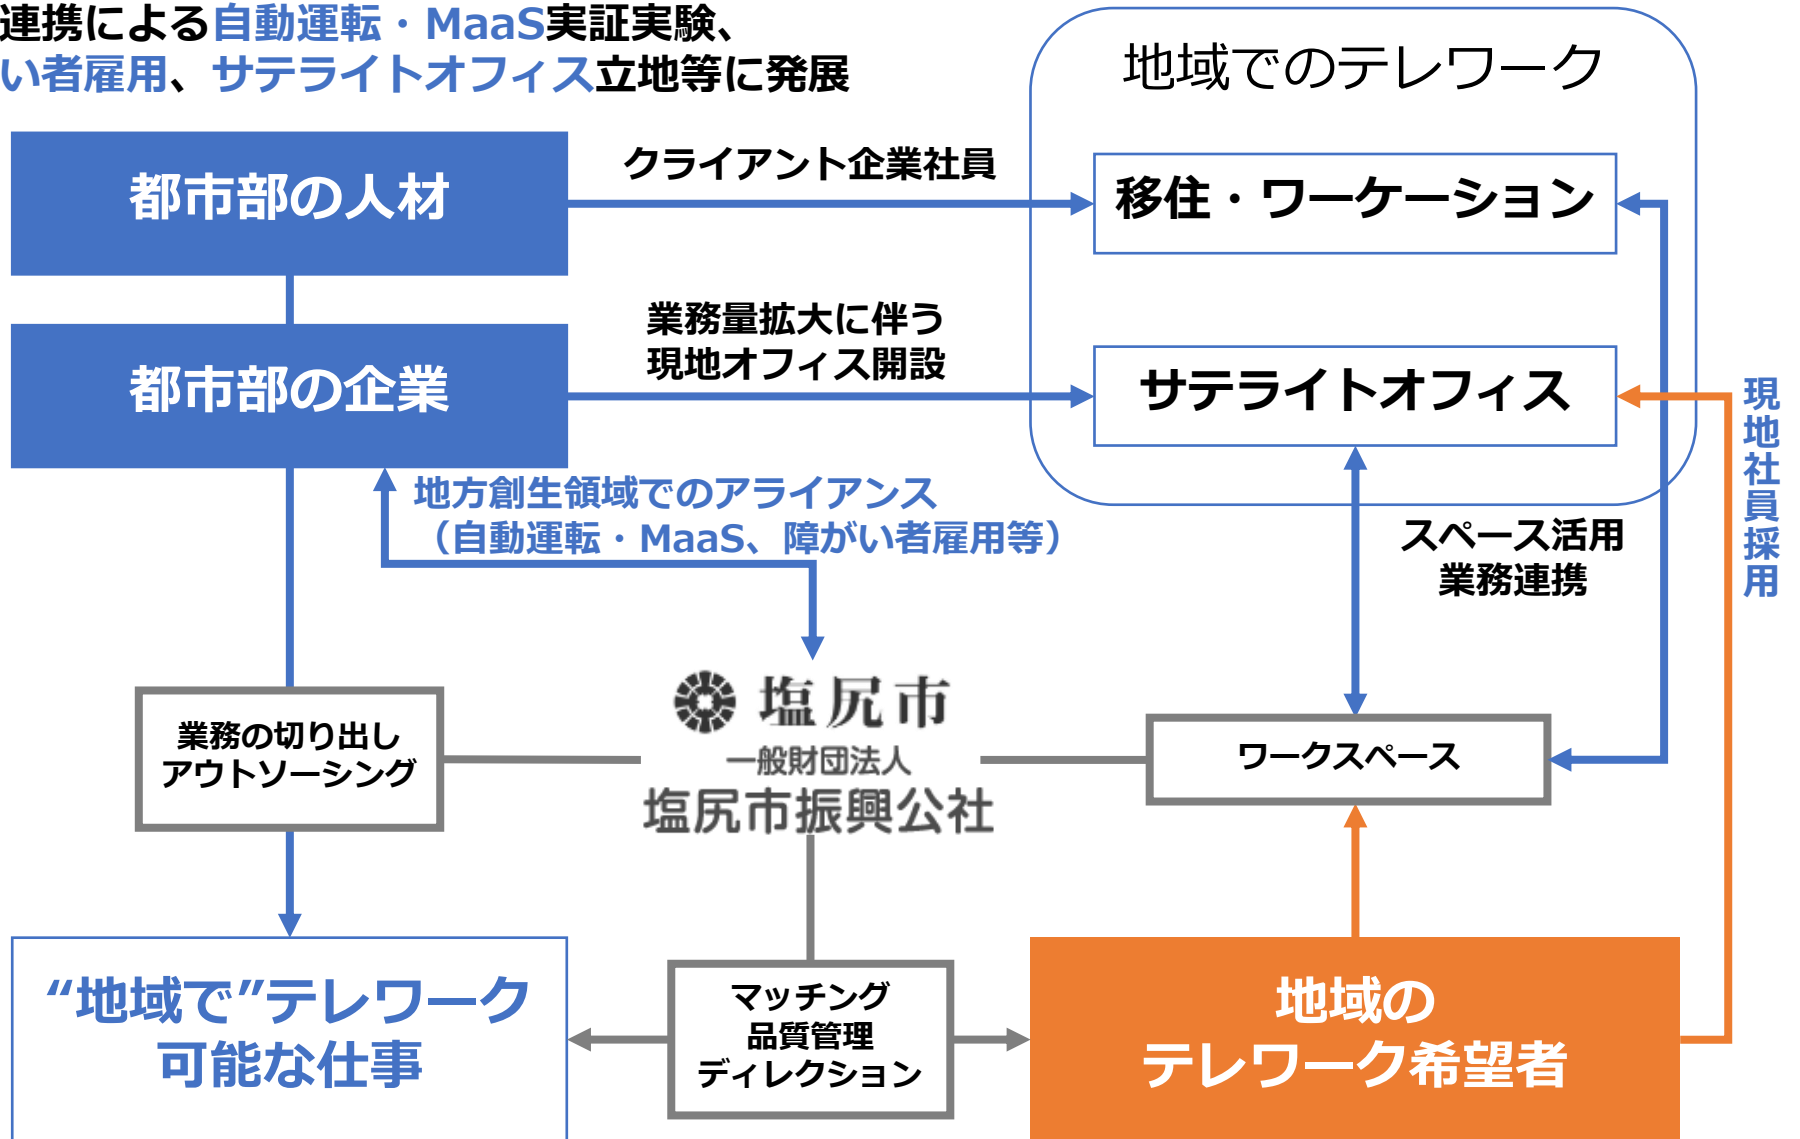 連携による自動運転・MaaS実証実験、
い者雇用、サテライトオフィス立地等に発展
地域でのテレワーク
都市部の人材
クライアント企業社員
移住・ワーケーション
都市部の企業
業務量拡大に伴う
現地オフィス開設
サテライトオフィス
現地社員採用
地方創生領域でのアライアンス
（自動運転・MaaS、障がい者雇用等）
スペース活用
業務連携
業務の切り出し
アウトソーシング
塩尻市
一般財団法人
塩尻市振興公社
ワークスペース
“地域で”テレワーク
可能な仕事
マッチング
品質管理
ディレクション
地域の
テレワーク希望者